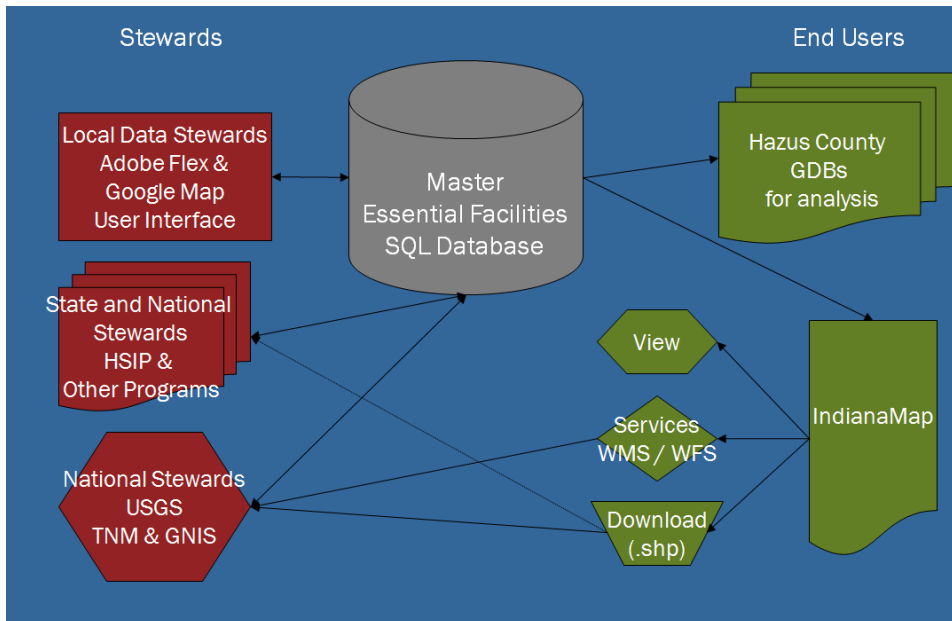 Stewards
End Users
Local Data Stewards
Adobe Flex &
Google Map
User Interface
Master
Essential Facilities
SQL Database
Hazus County
GDBs
for analysis
State and National
Stewards
HSIP &
Other Programs
View
IndianaMap
Services
WMS / WFS
National Stewards
USGS
TNM & GNIS
Download
(.shp)